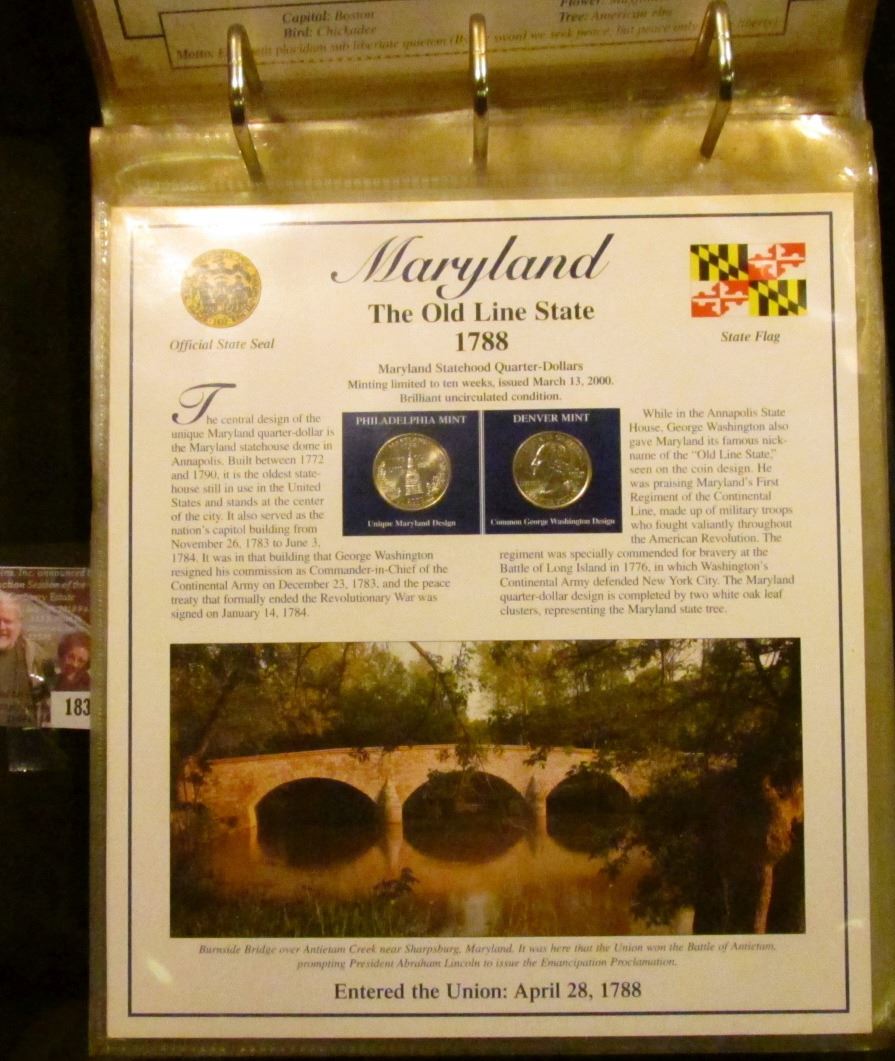 Capital: Boston
Bird: Chickadee
Tree: American elm
Motto:
sword we seek peace, but peace only
liberty)
Maryland
The Old Line State
1788
Official State Seal
State Flag
Maryland Statehood Quarter-Dollars
Minting limited to ten weeks, issued March 13, 2000.
Brilliant uncirculated condition.
The central design of the
unique Maryland quarter-dollar is
the Maryland statehouse dome in
Annapolis. Built between 1772
and 1790, it is the oldest state-
house still in use in the United
States and stands at the center
of the city. It also served as the
nation's capitol building from
November 26, 1783 to June 3,
1784. It was in that building that George Washington
resigned his commission as Commander-in-Chief of the
Continental Army on December 23, 1783, and the peace
treaty that formally ended the Revolutionary War was
signed on January 14, 1784.
PHILADELPHIA MINT
Unique Maryland Design
DENVER MINT
Common George Washington Design
While in the Annapolis State
House, George Washington also
gave Maryland its famous nick-
name of the "Old Line State,"
seen on the coin design. He
was praising Maryland's First
Regiment of the Continental
Line, made up of military troops
who fought valiantly throughout
the American Revolution. The
regiment was specially commended for bravery at the
Battle of Long Island in 1776, in which Washington's
Continental Army defended New York City. The Maryland
quarter-dollar design is completed by two white oak leaf
clusters, representing the Maryland state tree.
183
Burnside Bridge over Antietam Creek near Sharpsburg, Maryland. It was here that the Union won the Battle of Antietam,
prompting President Abraham Lincoln to issue the Emancipation Proclamation.
Entered the Union: April 28, 1788